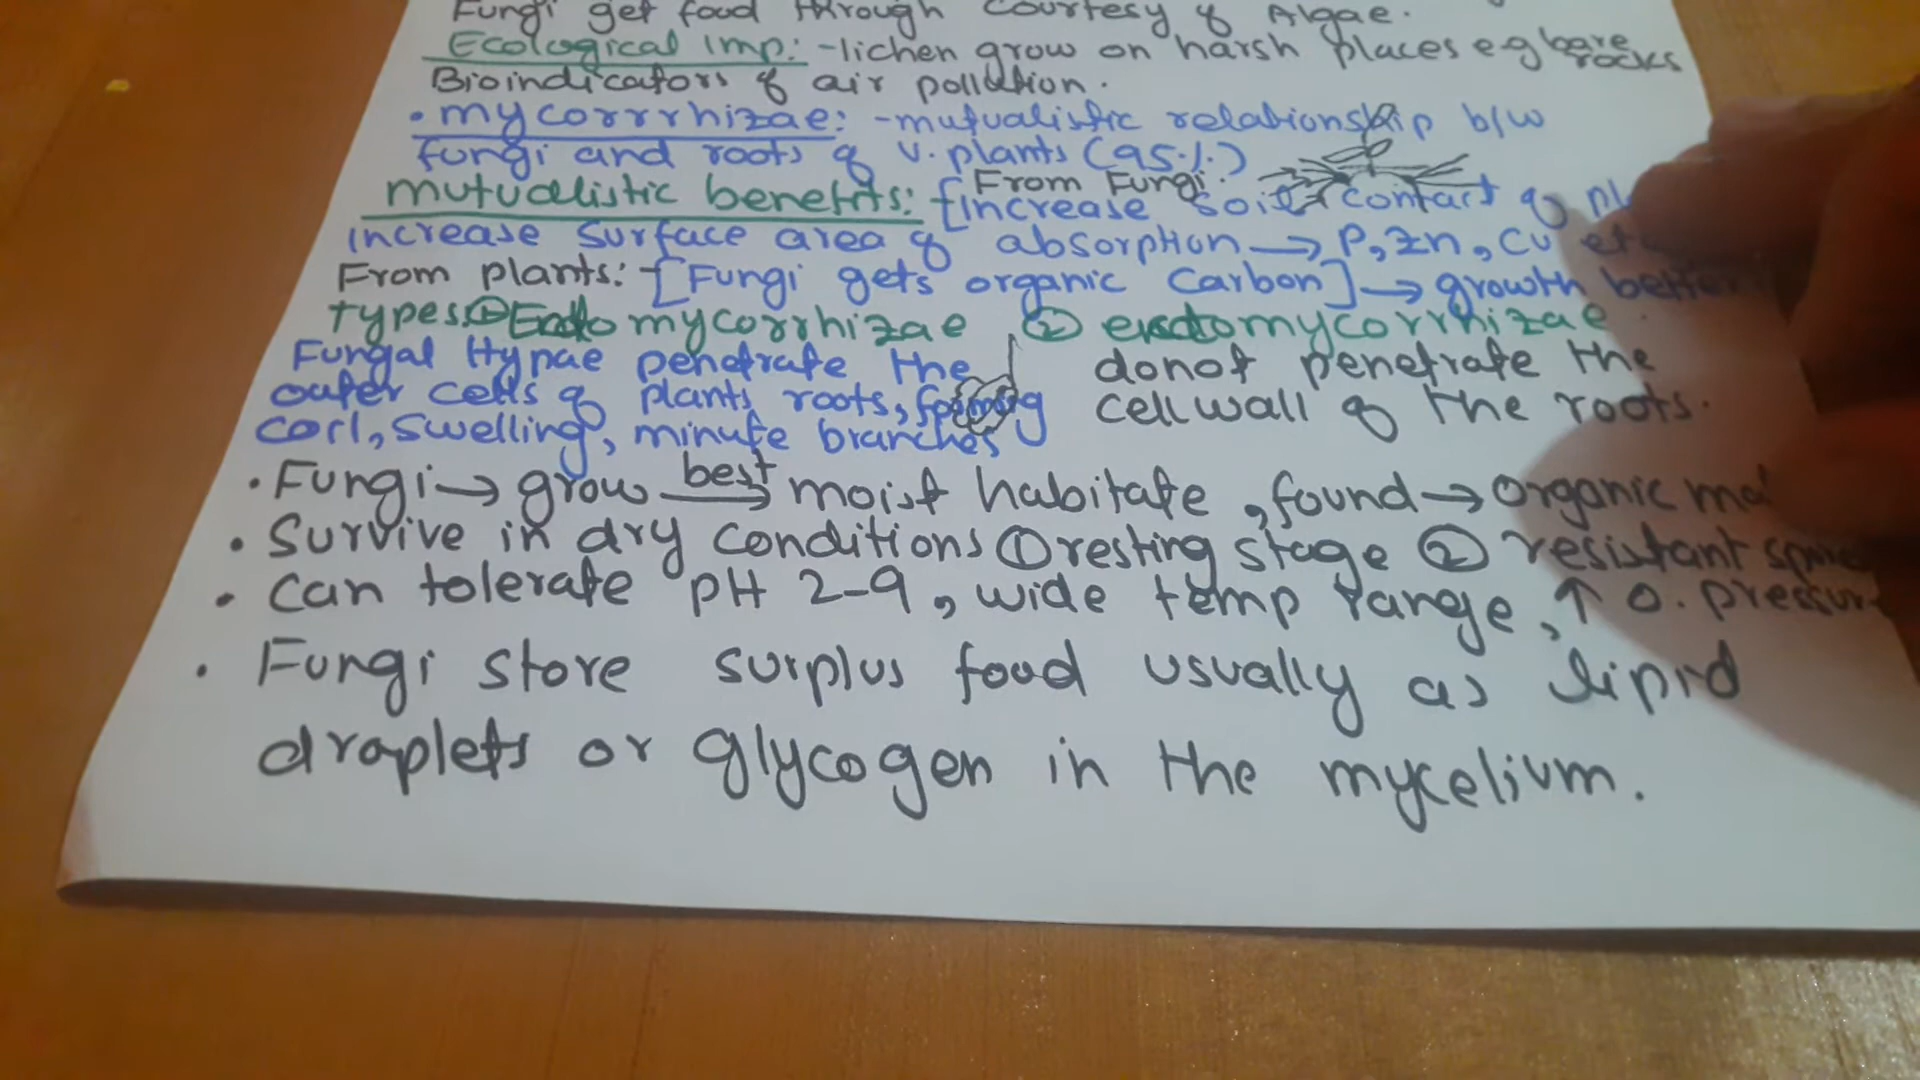 Fungi get food through courtesy of Algae.
Ecological Imp: - lichen grow on harsh places e.g bare rocks
Bioindicators of air pollution.
• mycorrrhizae: - mutualistic relationship b/w
fungi and roots of v. plants (95%)
mutualistic benefits: [From Fungi:
increase soil contact of
increase surface area of absorption → P, Zn, Cu
From plants: - [Fungi gets organic Carbon] → growth better
types: ① Endomycorrhizae ② ectomycorrhizae.
Fungal Hypae penetrate the
outer cells of plants roots, forming
coil, swelling, minute branches
donot penetrate the
cell wall of the roots.
• Fungi → grow best → moist habitate, found → organic
• Survive in dry conditions ① resting stage ② resistant
• can tolerate pH 2-9, wide temp range, ↑ o. pressure
• Fungi store surplus food usually as lipid
droplets or glycogen in the mycelium.